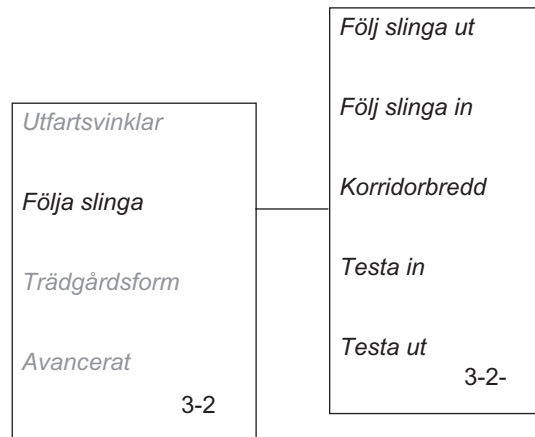 Utfartsvinklar
Följa slinga
Trädgårdsform
Avancerat
3-2
Följ slinga ut
Följ slinga in
Korridorbredd
Testa in
Testa ut
3-2-